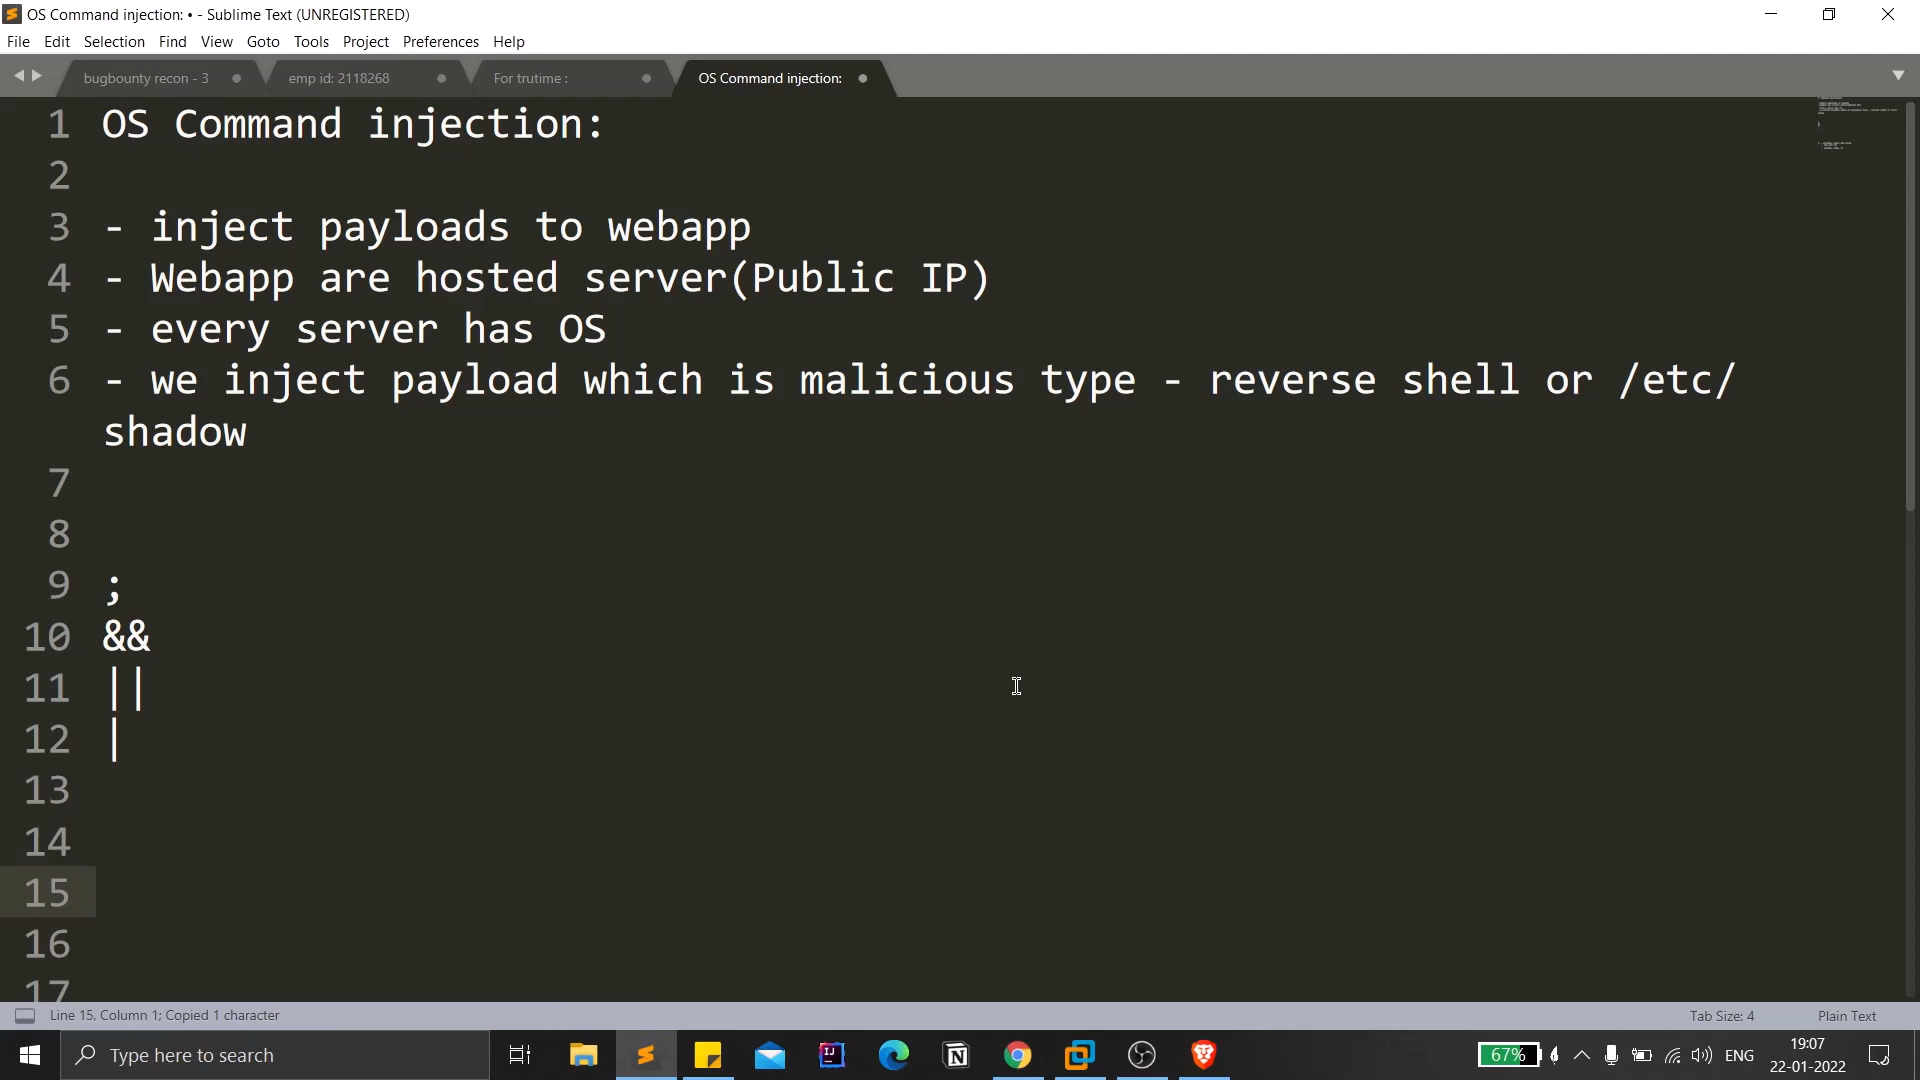 OS Command injection: • - Sublime Text (UNREGISTERED)
File Edit Selection Find View Goto Tools Project Preferences Help
bugbounty recon - 3
emp id: 2118268
For trutime :
OS Command injection:
1 OS Command injection:
2
3 - inject payloads to webapp
4 - Webapp are hosted server(Public IP)
5 - every server has OS
6 - we inject payload which is malicious type - reverse shell or /etc/
shadow
7
8
9 ;
10 &&
11 ||
12 |
13
14
15
16
17
Line 15, Column 1; Copied 1 character
Tab Size: 4
Plain Text
Type here to search
67%
ENG
19:07
22-01-2022